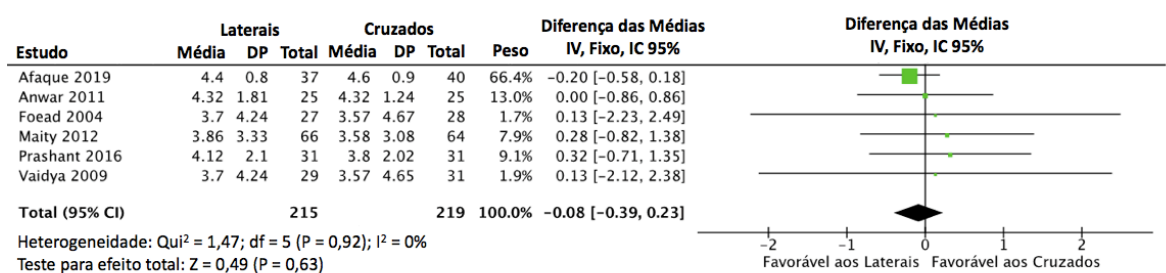 Laterais Cruzados Diferença das Médias Diferença das Médias
Estudo Média DP Total Média DP Total Peso IV, Fixo, IC 95% IV, Fixo, IC 95%
Afaque 2019 4.4 0.8 37 4.6 0.9 40 66.4% −0.20 [−0.58, 0.18]
Anwar 2011 4.32 1.81 25 4.32 1.24 25 13.0% 0.00 [−0.86, 0.86]
Foead 2004 3.7 4.24 27 3.57 4.67 28 1.7% 0.13 [−2.23, 2.49]
Maity 2012 3.86 3.33 66 3.58 3.08 64 7.9% 0.28 [−0.82, 1.38]
Prashant 2016 4.12 2.1 31 3.8 2.02 31 9.1% 0.32 [−0.71, 1.35]
Vaidya 2009 3.7 4.24 29 3.57 4.65 31 1.9% 0.13 [−2.12, 2.38]
Total (95% CI) 215 219 100.0% −0.08 [−0.39, 0.23]
Heterogeneidade: Qui² = 1,47; df = 5 (P = 0,92); I² = 0%
Teste para efeito total: Z = 0,49 (P = 0,63)
−2 −1 0 1 2
Favorável aos Laterais Favorável aos Cruzados